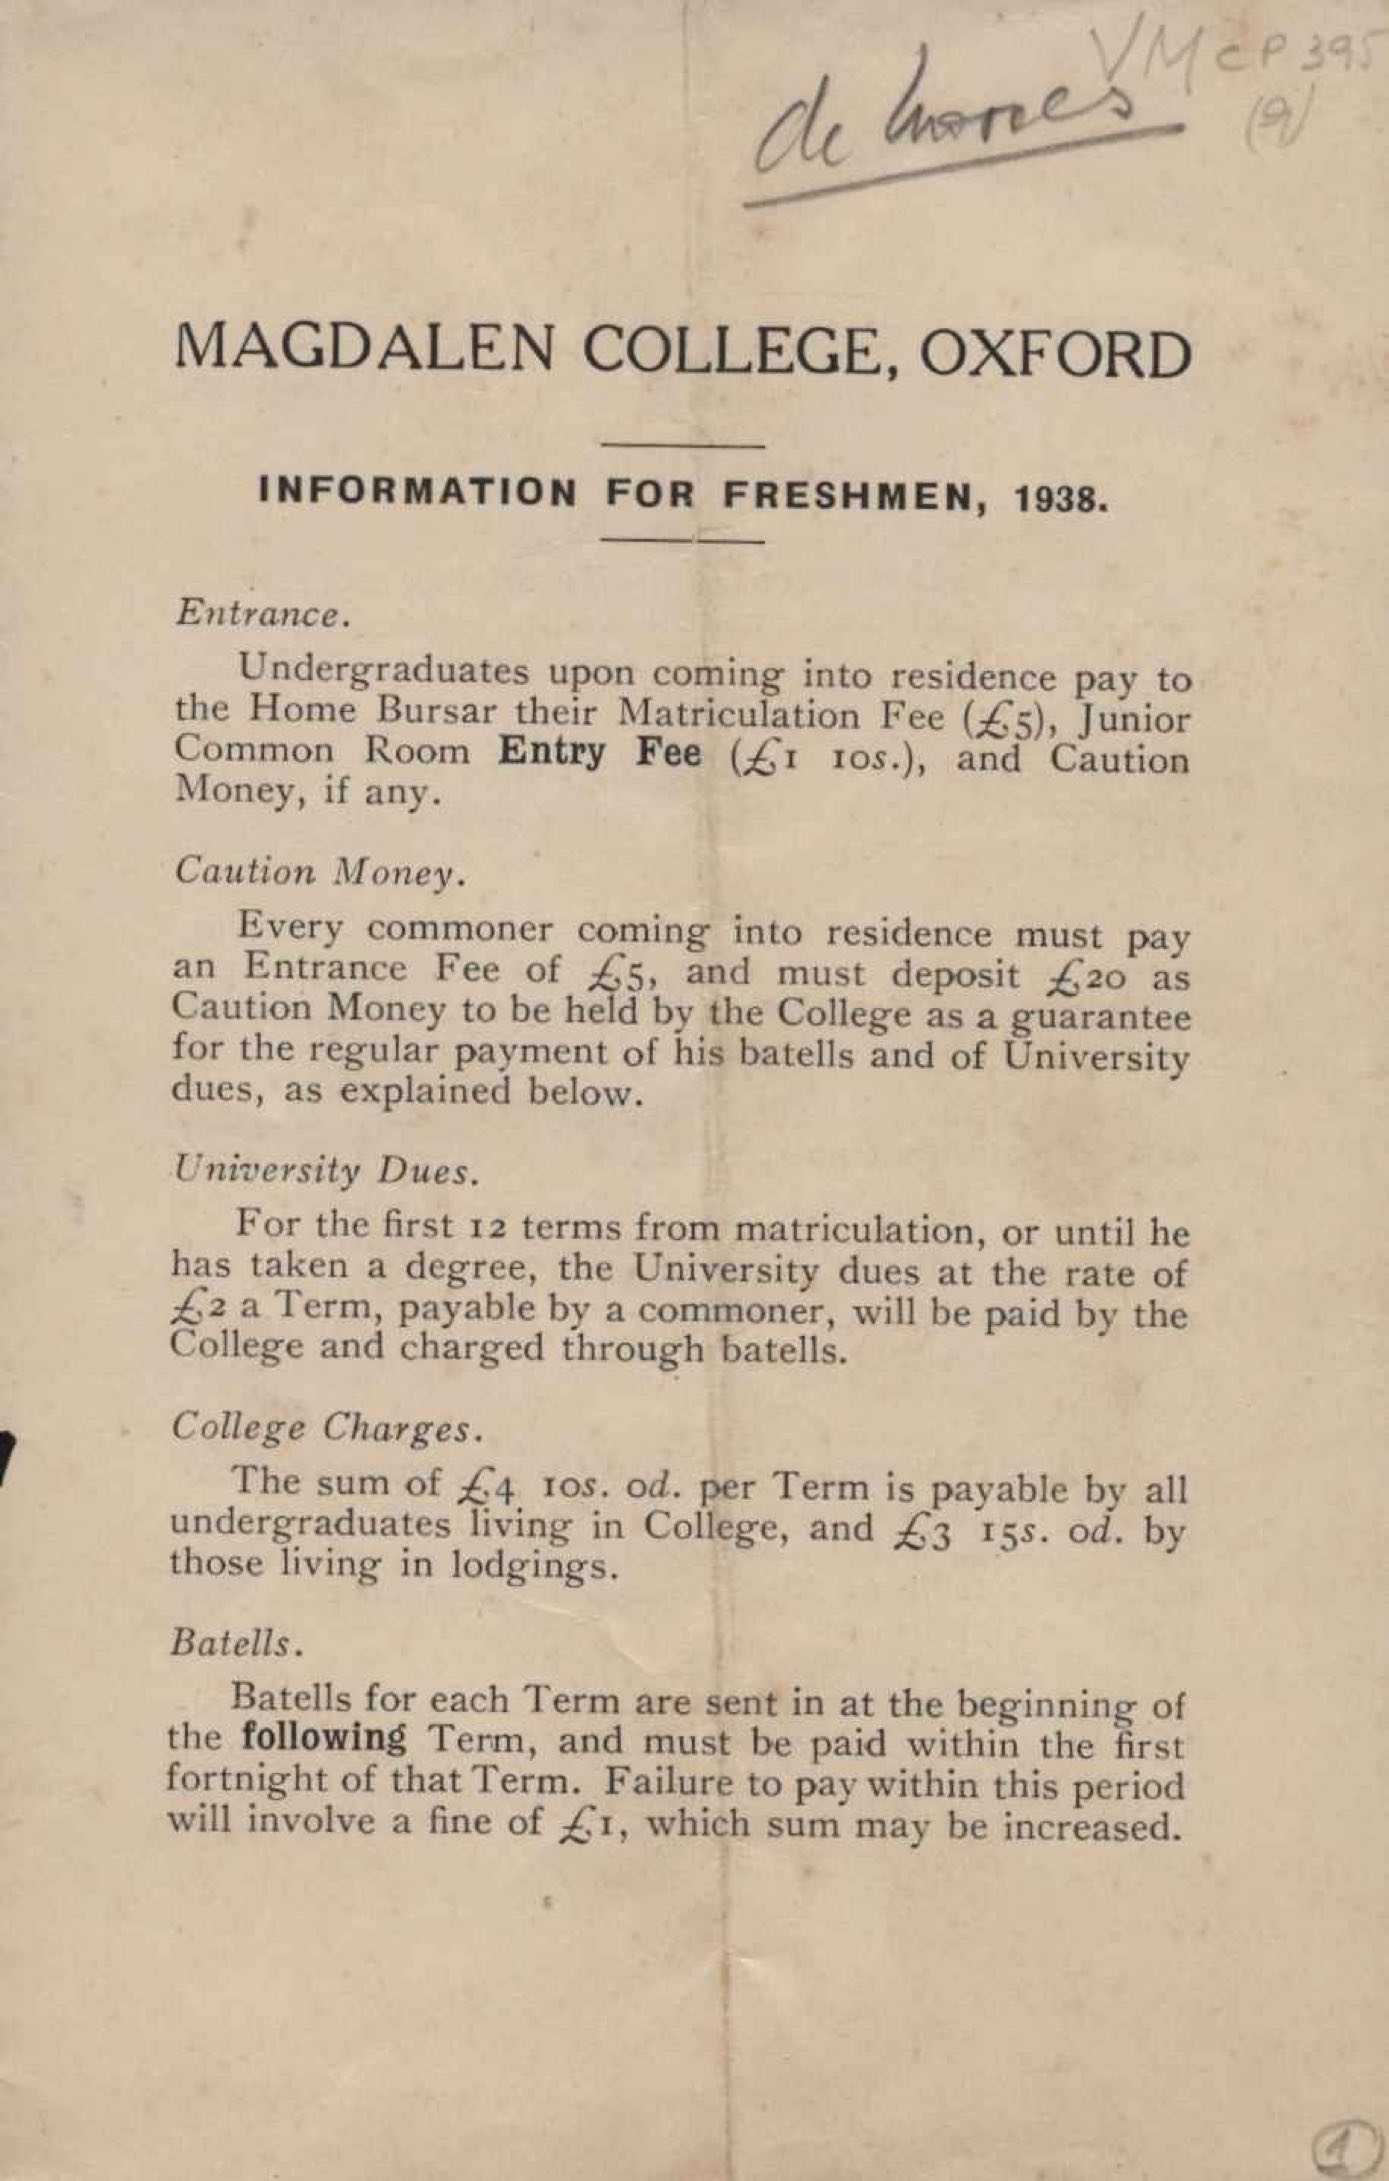 VM CP 395
(9)
de
MAGDALEN COLLEGE, OXFORD
INFORMATION FOR FRESHMEN, 1938.
Entrance.
Undergraduates upon coming into residence pay to
the Home Bursar their Matriculation Fee (£5), Junior
Common Room Entry Fee (£1 10s.), and Caution
Money, if any.
Caution Money.
Every commoner coming into residence must pay
an Entrance Fee of £5, and must deposit £20 as
Caution Money to be held by the College as a guarantee
for the regular payment of his batells and of University
dues, as explained below.
University Dues.
For the first 12 terms from matriculation, or until he
has taken a degree, the University dues at the rate of
£2 a Term, payable by a commoner, will be paid by the
College and charged through batells.
College Charges.
The sum of £4 10s. 0d. per Term is payable by all
undergraduates living in College, and £3 15s. 0d. by
those living in lodgings.
Batells.
Batells for each Term are sent in at the beginning of
the following Term, and must be paid within the first
fortnight of that Term. Failure to pay within this period
will involve a fine of £1, which sum may be increased.
1